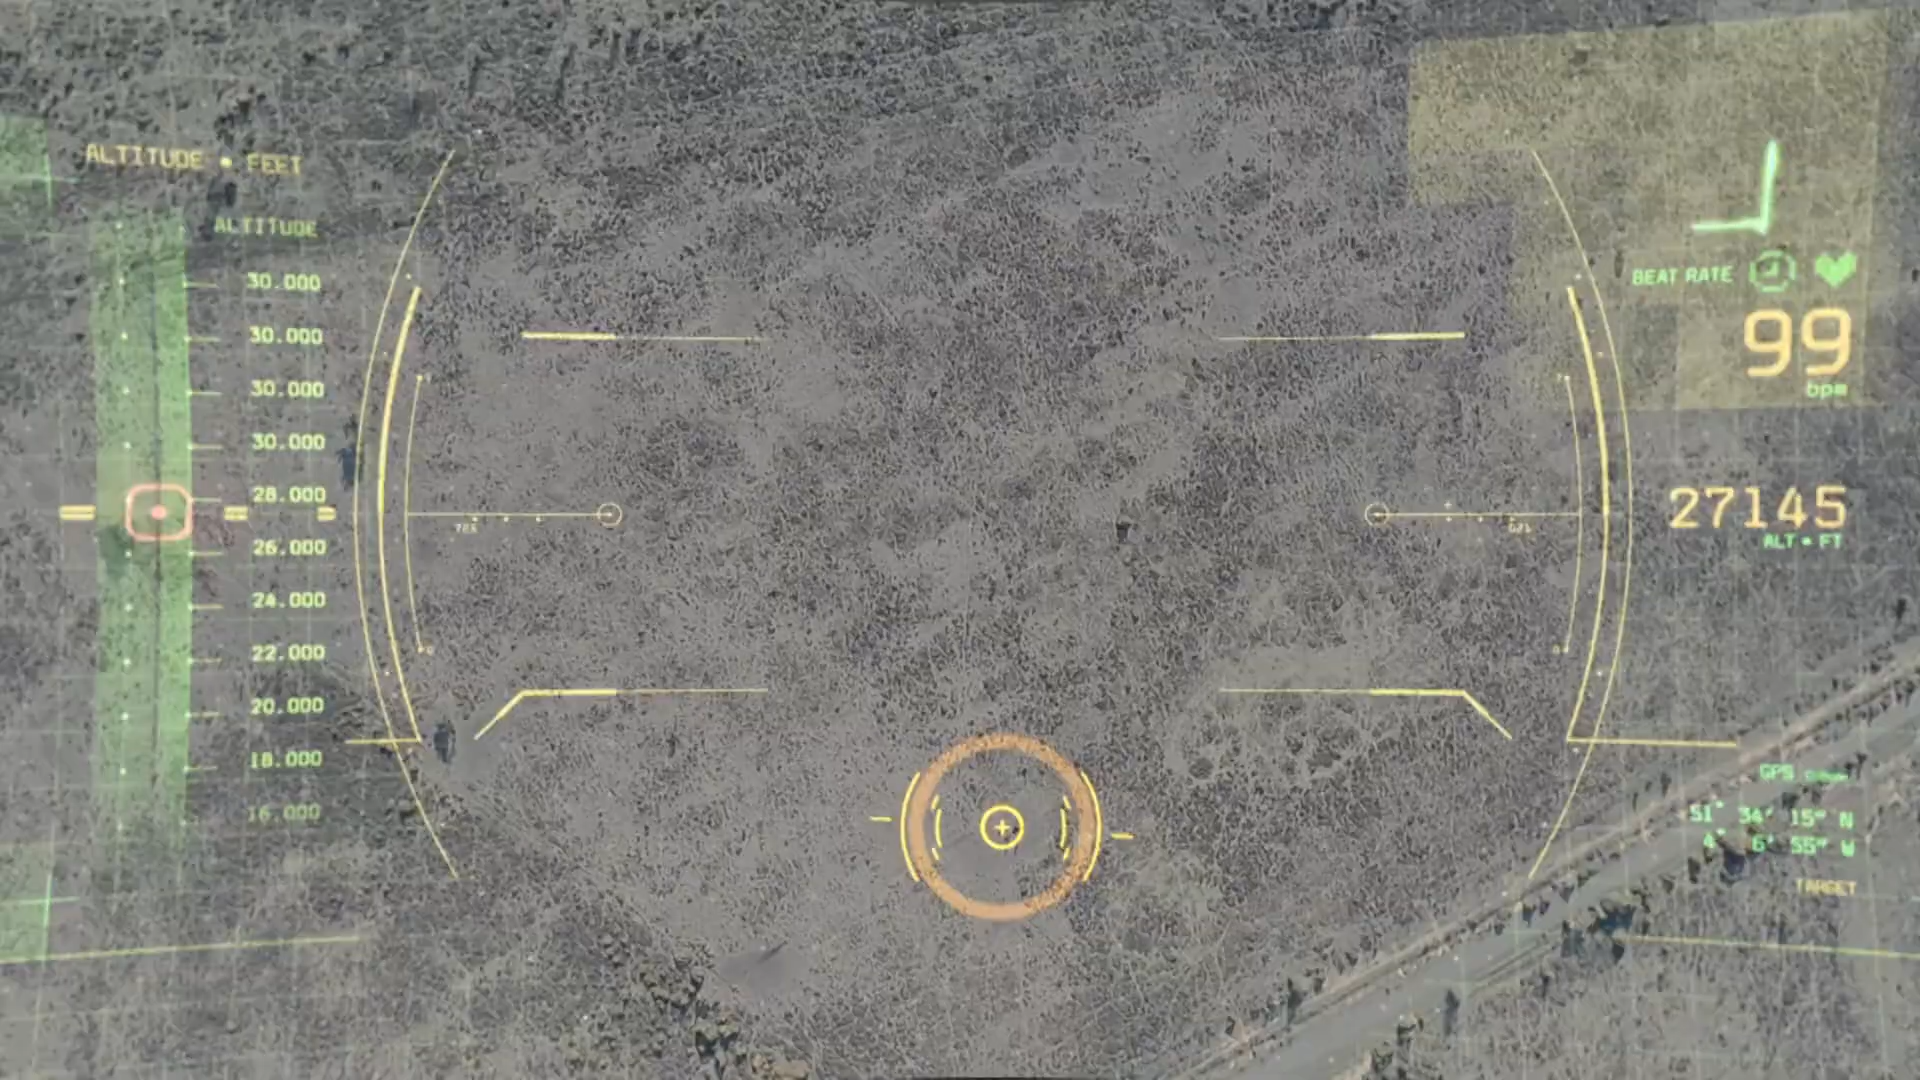 ALTITUDE • FEET
ALTITUDE
30.000
30.000
30.000
30.000
28.000
26.000
24.000
22.000
20.000
18.000
16.000
BEAT RATE
99
bpm
27145
ALT • FT
GPS
51° 34' 15" N
4° 6' 55" W
TARGET